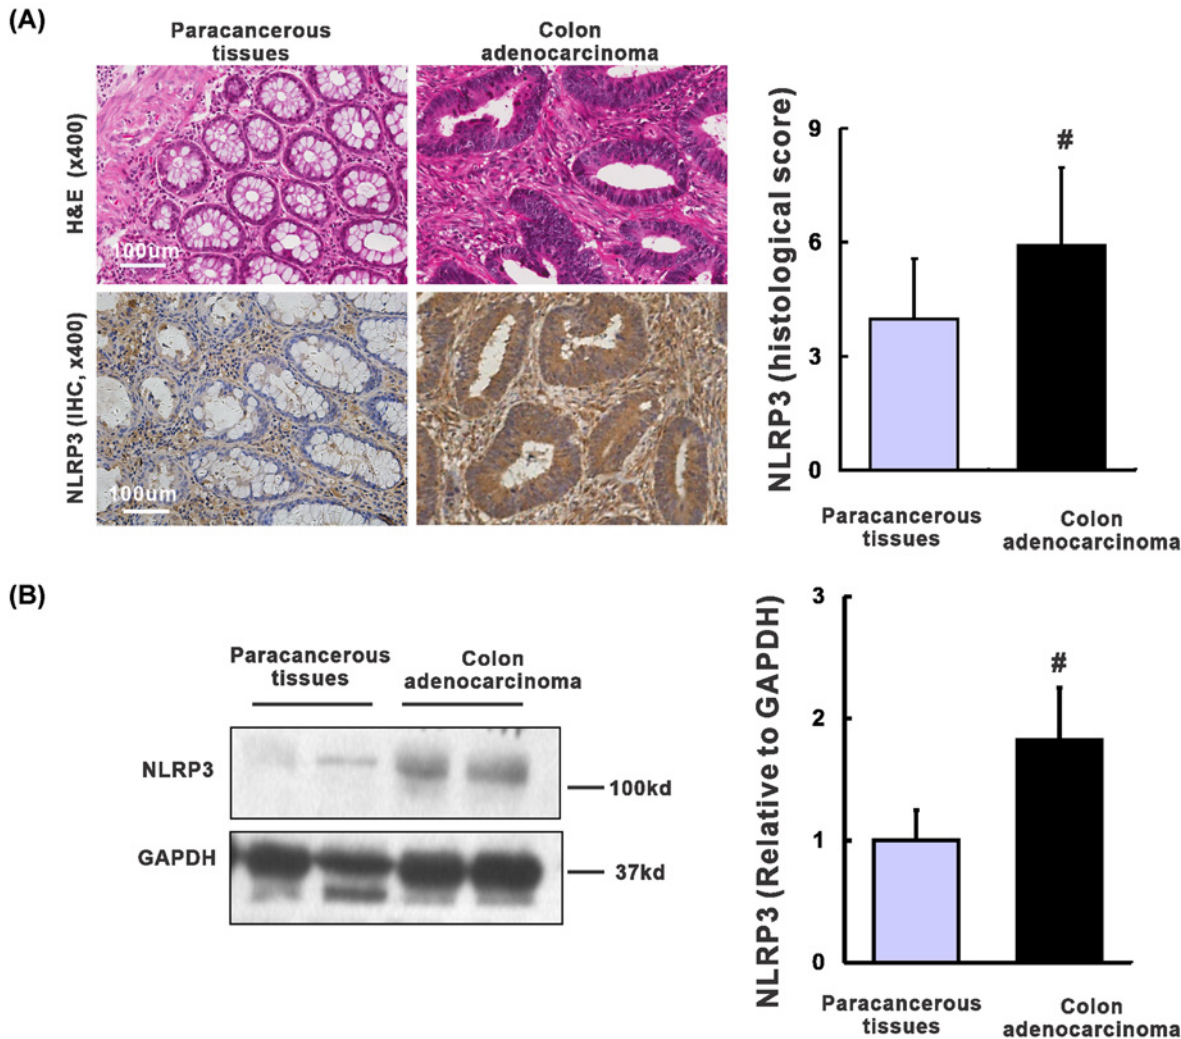 (A)
Paracancerous
tissues
Colon
adenocarcinoma
H&E (x400)
100um
NLRP3 (IHC, x400)
100um
NLRP3 (histological score)
9
6
3
0
#
Paracancerous
tissues
Colon
adenocarcinoma
(B)
Paracancerous
tissues
Colon
adenocarcinoma
NLRP3
100kd
GAPDH
37kd
NLRP3 (Relative to GAPDH)
3
2
1
0
#
Paracancerous
tissues
Colon
adenocarcinoma